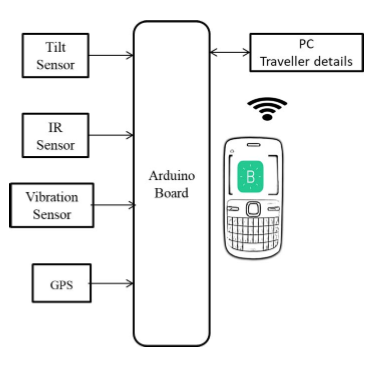 Tilt
Sensor
IR
Sensor
Vibration
Sensor
GPS
Arduino
Board
PC
Traveller details
B